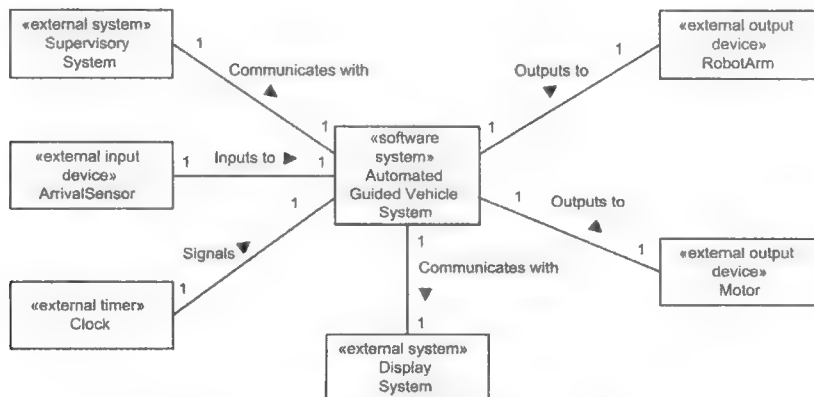 «external system»
Supervisory
System
1
Communicates with
1
«external input
device»
ArrivalSensor
1
Inputs to
1
«external timer»
Clock
1
Signals
1
«software
system»
Automated
Guided Vehicle
System
1
Communicates with
1
«external system»
Display
System
1
Outputs to
1
«external output
device»
RobotArm
1
Outputs to
1
«external output
device»
Motor